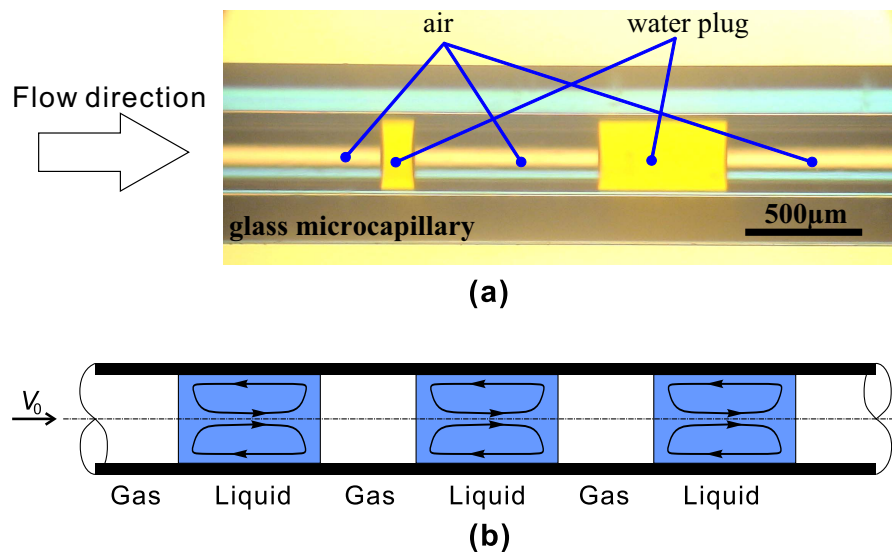 air water plug
Flow direction
500μm
glass microcapillary
(a)
V₀
Gas Liquid Gas Liquid Gas Liquid
(b)